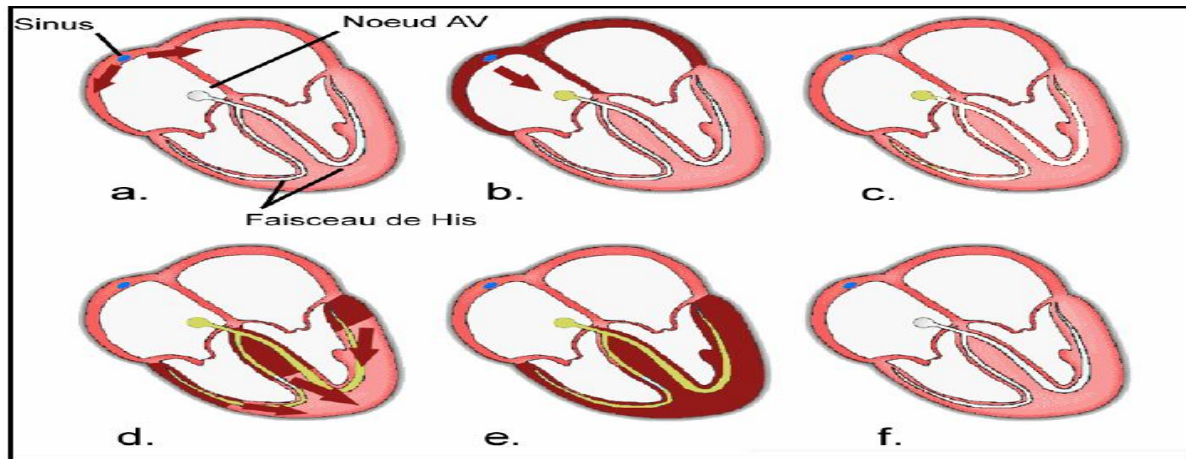 Sinus
Noeud AV
a.
b.
c.
Faisceau de His
d.
e.
f.